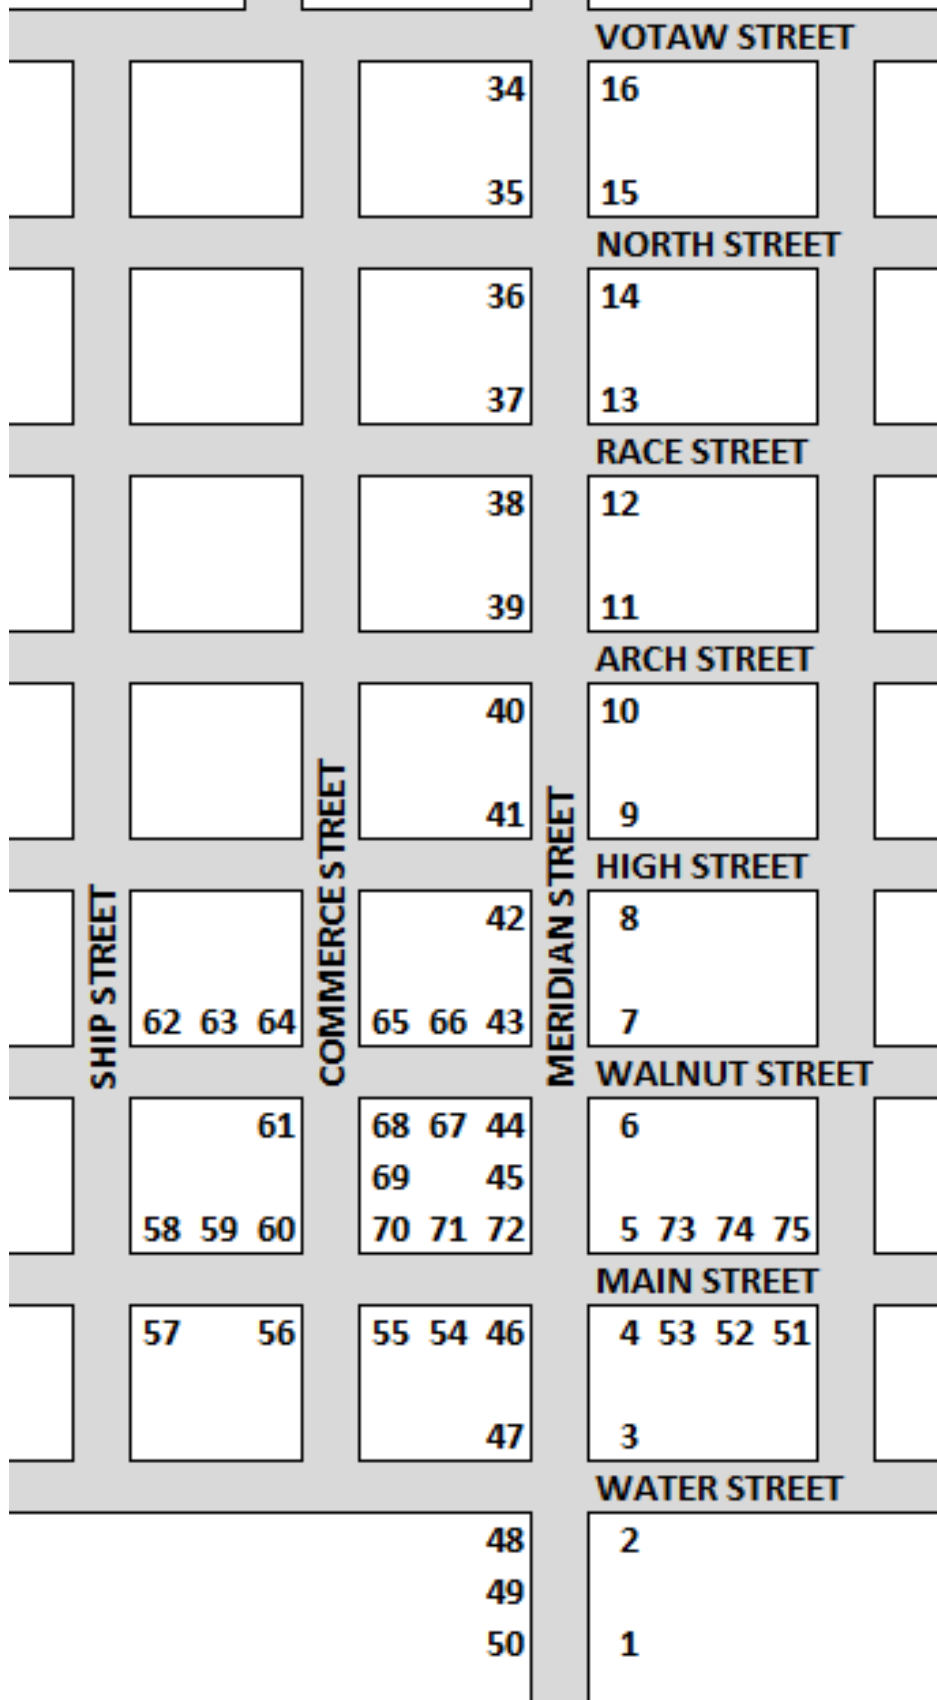 VOTAW STREET
34 16
35 15
NORTH STREET
36 14
37 13
RACE STREET
38 12
39 11
ARCH STREET
40 10
41 9
SHIP STREET
COMMERCE STREET
MERIDIAN STREET
HIGH STREET
42 8
62 63 64 65 66 43 7
WALNUT STREET
61 68 67 44 6
69 45
58 59 60 70 71 72 5 73 74 75
MAIN STREET
57 56 55 54 46 4 53 52 51
47 3
WATER STREET
48 2
49
50 1